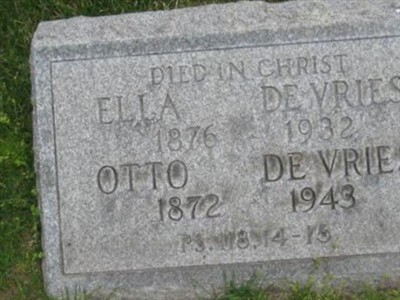 DIED IN CHRIST
ELLA DE VRIES
1876 1932
OTTO DE VRIES
1872 1943
PS. 118.14-15